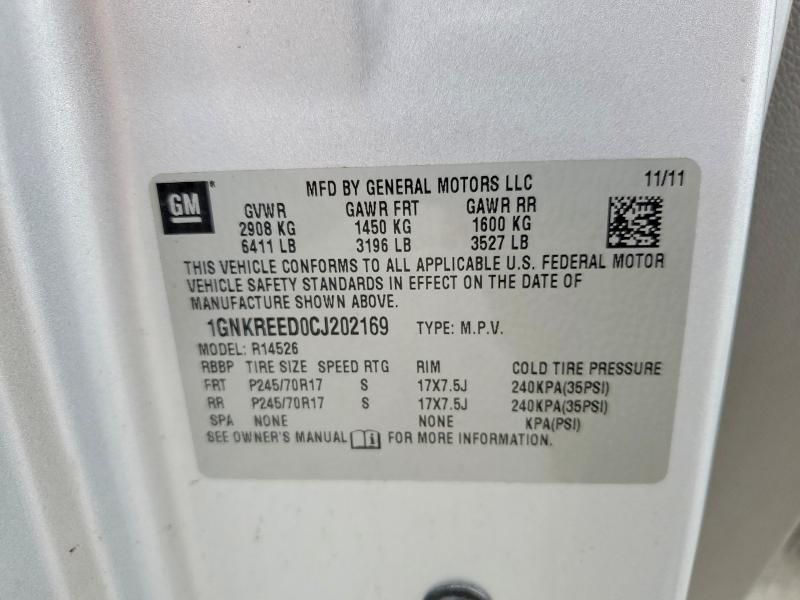 GM
MFD BY GENERAL MOTORS LLC 11/11
GVWR GAWR FRT GAWR RR
2908 KG 1450 KG 1600 KG
6411 LB 3196 LB 3527 LB
THIS VEHICLE CONFORMS TO ALL APPLICABLE U.S. FEDERAL MOTOR
VEHICLE SAFETY STANDARDS IN EFFECT ON THE DATE OF
MANUFACTURE SHOWN ABOVE.
1GNKREED0CJ202169 TYPE: M.P.V.
MODEL: R14526
RBBP TIRE SIZE SPEED RTG RIM COLD TIRE PRESSURE
FRT P245/70R17 S 17X7.5J 240KPA(35PSI)
RR P245/70R17 S 17X7.5J 240KPA(35PSI)
SPA NONE NONE KPA(PSI)
SEE OWNER'S MANUAL FOR MORE INFORMATION.